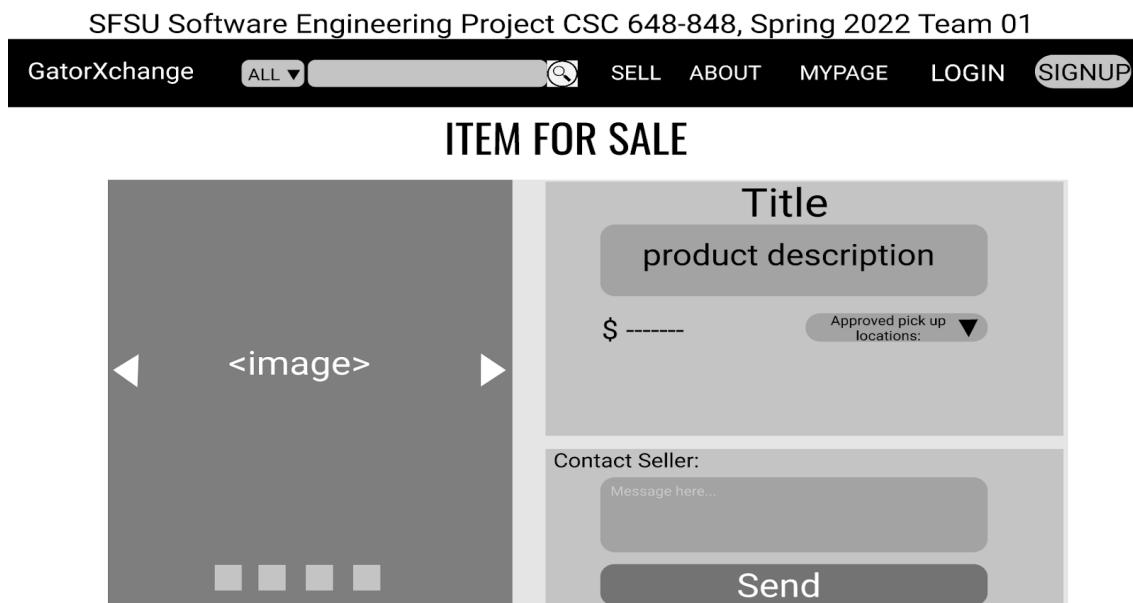 SFSU Software Engineering Project CSC 648-848, Spring 2022 Team 01
GatorXchange ALL SELL ABOUT MYPAGE LOGIN SIGNUP
ITEM FOR SALE
Title
product description
$ -------
Approved pick up
locations:
<image>
Contact Seller:
Message here...
Send